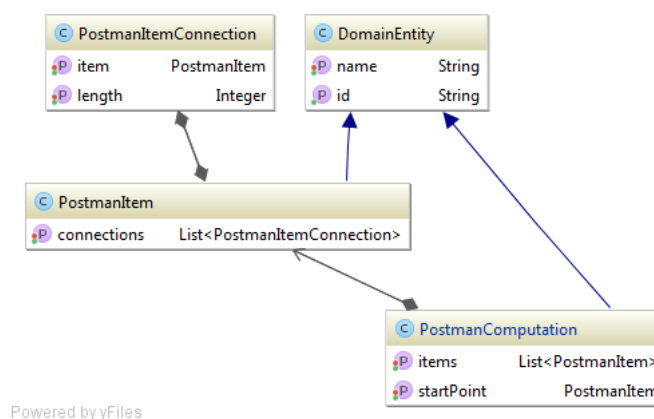 C PostmanItemConnection
P item PostmanItem
P length Integer
C DomainEntity
P name String
P id String
C PostmanItem
P connections List<PostmanItemConnection>
C PostmanComputation
P items List<PostmanItem>
P startPoint PostmanItem
Powered by yFiles